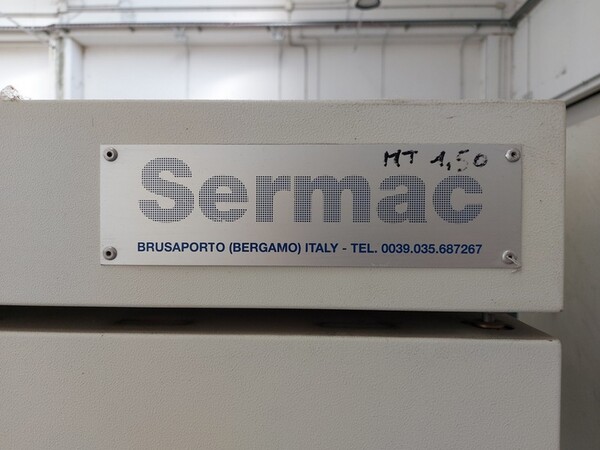 MT 1,50
Sermac
BRUSAPORTO (BERGAMO) ITALY - TEL. 0039.035.687267